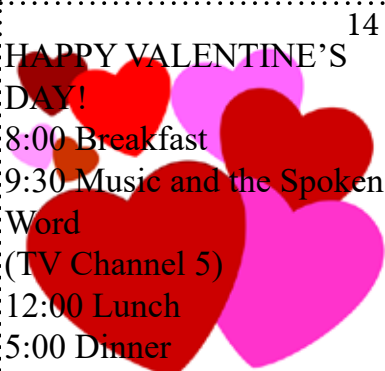 14
HAPPY VALENTINE’S
DAY!
8:00 Breakfast
9:30 Music and the Spoken
Word
(TV Channel 5)
12:00 Lunch
5:00 Dinner